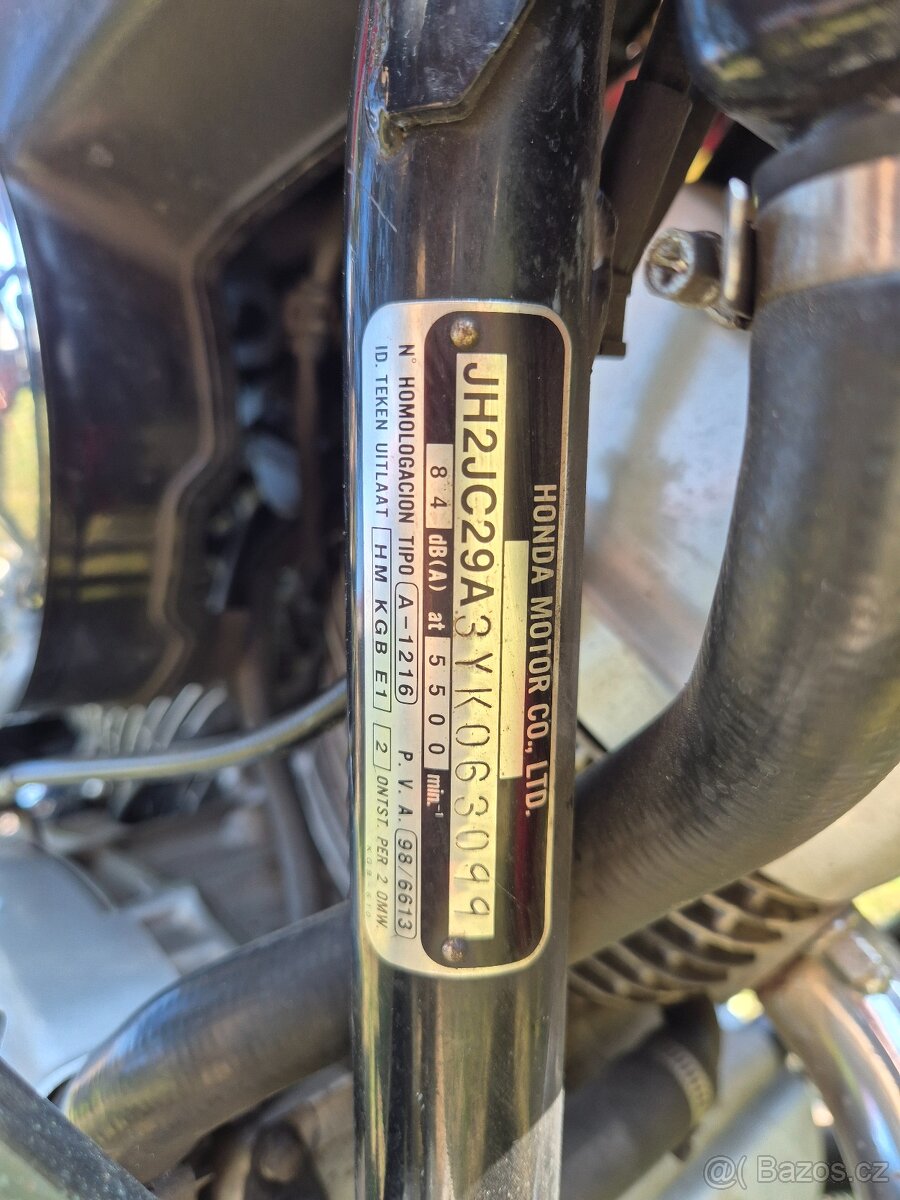 HONDA MOTOR CO., LTD.
JH2JC29A3YK063099
84 dB(A) at 5500 min.⁻¹
N° HOMOLOGACION TIPO A-1216 P. V. A. 98/6613
ID. TEKEN UITLAAT HM KGB E1 2 ONTST. PER 2 OMW.
@( Bazos.cz